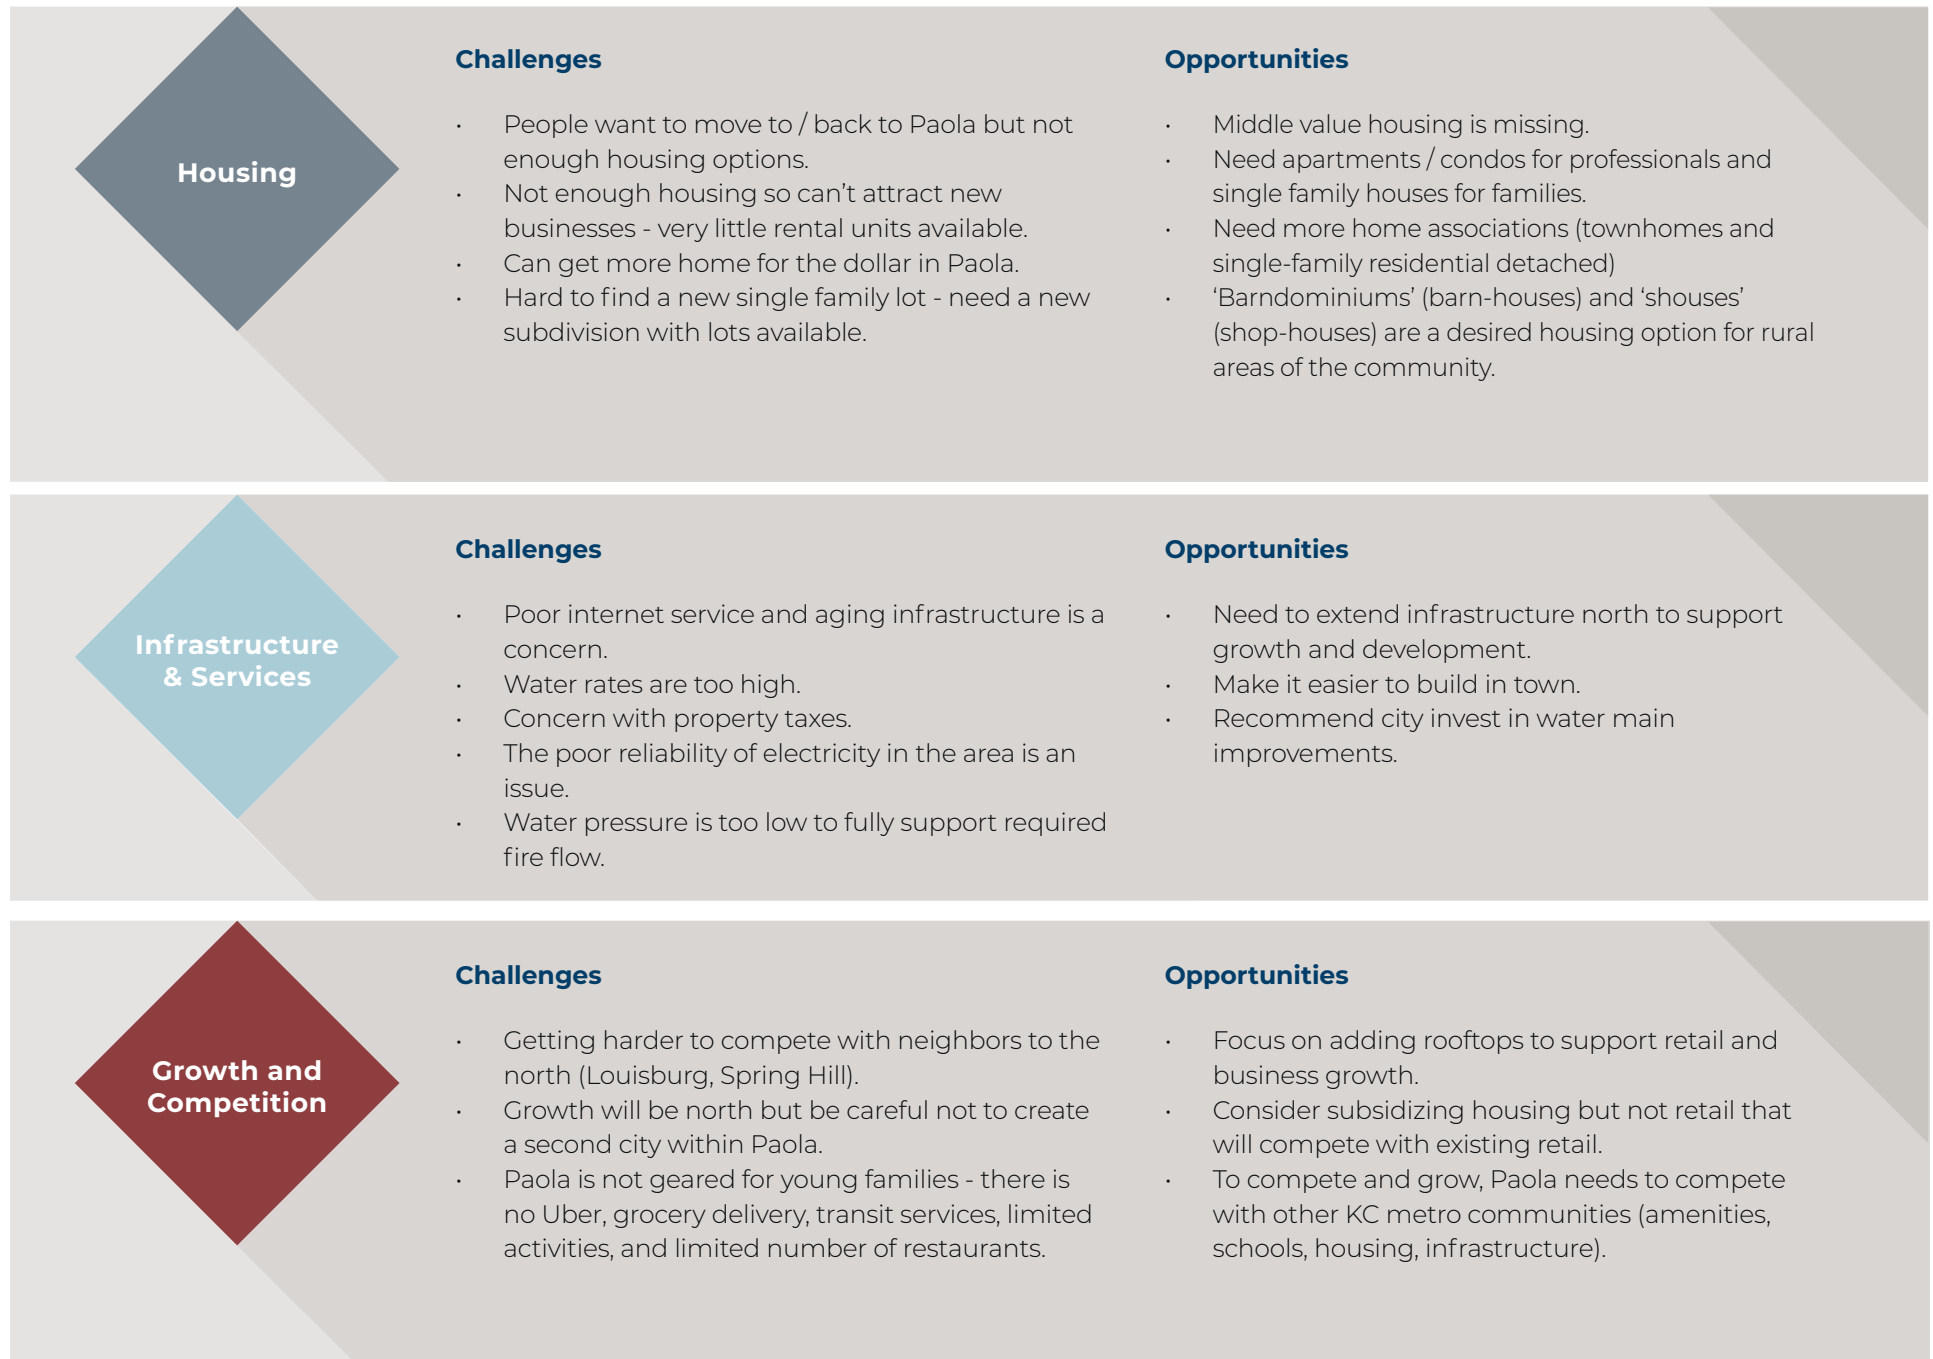 Housing
Challenges
· People want to move to / back to Paola but not
enough housing options.
· Not enough housing so can’t attract new
businesses - very little rental units available.
· Can get more home for the dollar in Paola.
· Hard to find a new single family lot - need a new
subdivision with lots available.
Opportunities
· Middle value housing is missing.
· Need apartments / condos for professionals and
single family houses for families.
· Need more home associations (townhomes and
single-family residential detached)
· ‘Barndominiums’ (barn-houses) and ‘shouses’
(shop-houses) are a desired housing option for rural
areas of the community.
Infrastructure
& Services
Challenges
· Poor internet service and aging infrastructure is a
concern.
· Water rates are too high.
· Concern with property taxes.
· The poor reliability of electricity in the area is an
issue.
· Water pressure is too low to fully support required
fire flow.
Opportunities
· Need to extend infrastructure north to support
growth and development.
· Make it easier to build in town.
· Recommend city invest in water main
improvements.
Growth and
Competition
Challenges
· Getting harder to compete with neighbors to the
north (Louisburg, Spring Hill).
· Growth will be north but be careful not to create
a second city within Paola.
· Paola is not geared for young families - there is
no Uber, grocery delivery, transit services, limited
activities, and limited number of restaurants.
Opportunities
· Focus on adding rooftops to support retail and
business growth.
· Consider subsidizing housing but not retail that
will compete with existing retail.
· To compete and grow, Paola needs to compete
with other KC metro communities (amenities,
schools, housing, infrastructure).